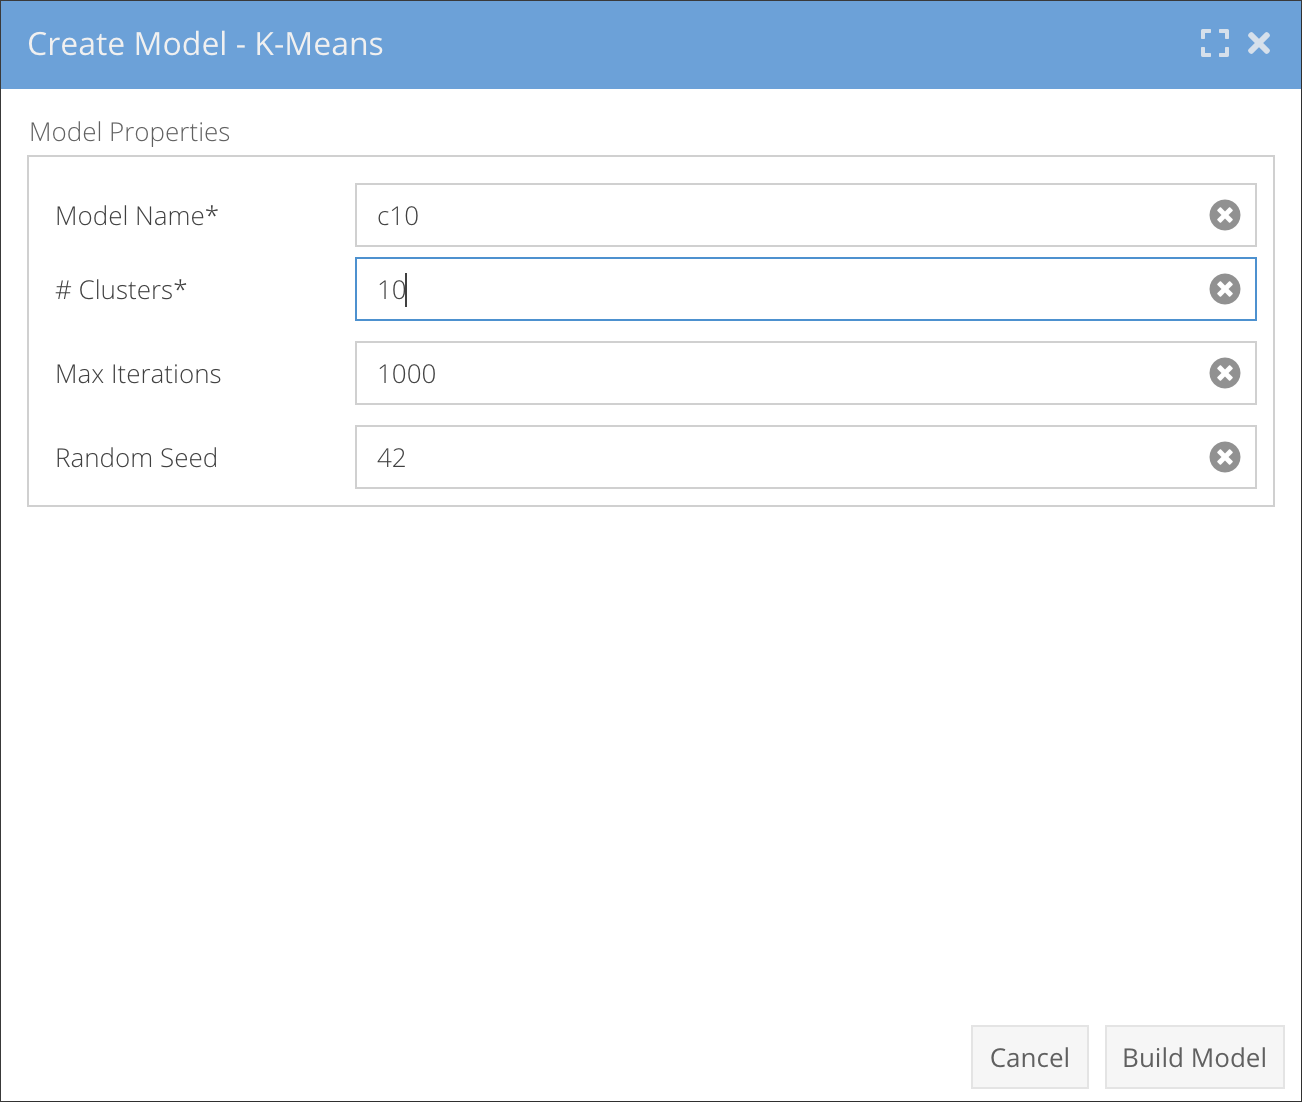 Create Model - K-Means
Model Properties
Model Name* c10
# Clusters* 10
Max Iterations 1000
Random Seed 42
Cancel Build Model